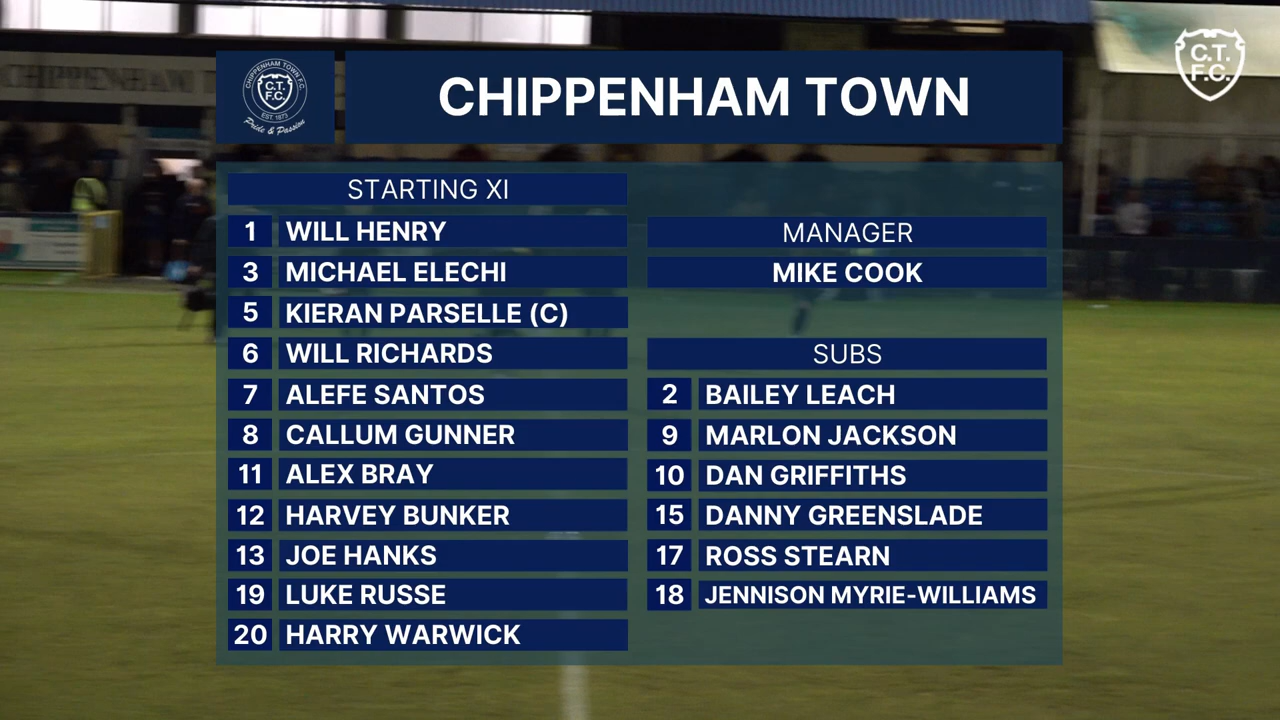 CHIPPENHAM TOWN
CHIPPENHAM TOWN F.C.
C.T.
F.C.
EST. 1873
Pride & Passion
CHIPPENHAM TOWN
C.T.
F.C.
STARTING XI
1 WILL HENRY
3 MICHAEL ELECHI
5 KIERAN PARSELLE (C)
6 WILL RICHARDS
7 ALEFE SANTOS
8 CALLUM GUNNER
11 ALEX BRAY
12 HARVEY BUNKER
13 JOE HANKS
19 LUKE RUSSE
20 HARRY WARWICK
MANAGER
MIKE COOK
SUBS
2 BAILEY LEACH
9 MARLON JACKSON
10 DAN GRIFFITHS
15 DANNY GREENSLADE
17 ROSS STEARN
18 JENNISON MYRIE-WILLIAMS